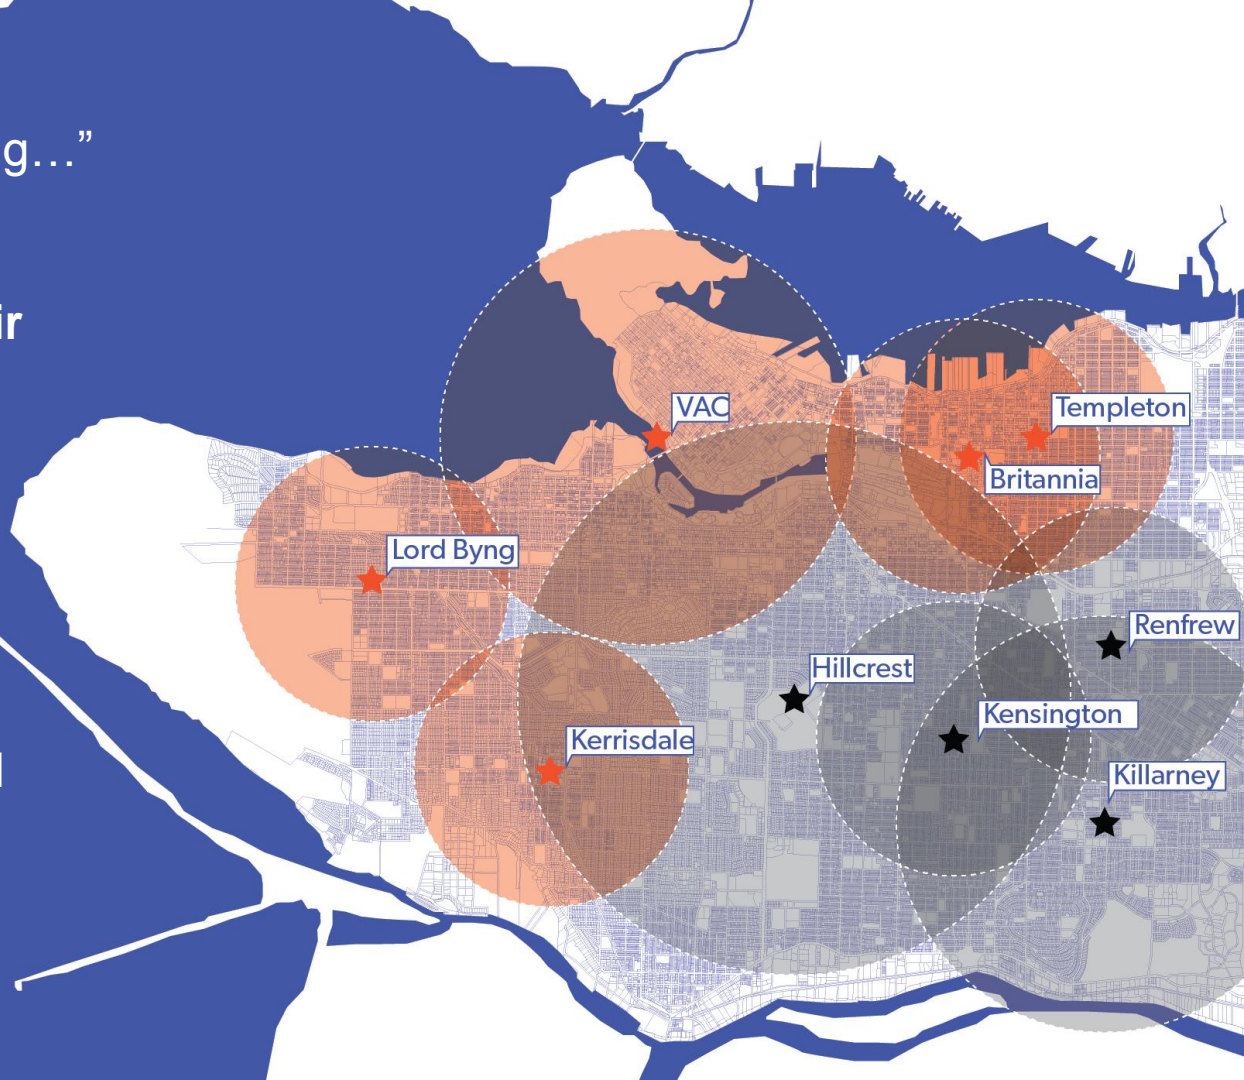 g…”
ir
VAC
Templeton
Britannia
Lord Byng
Renfrew
Hillcrest
Kensington
Kerrisdale
Killarney